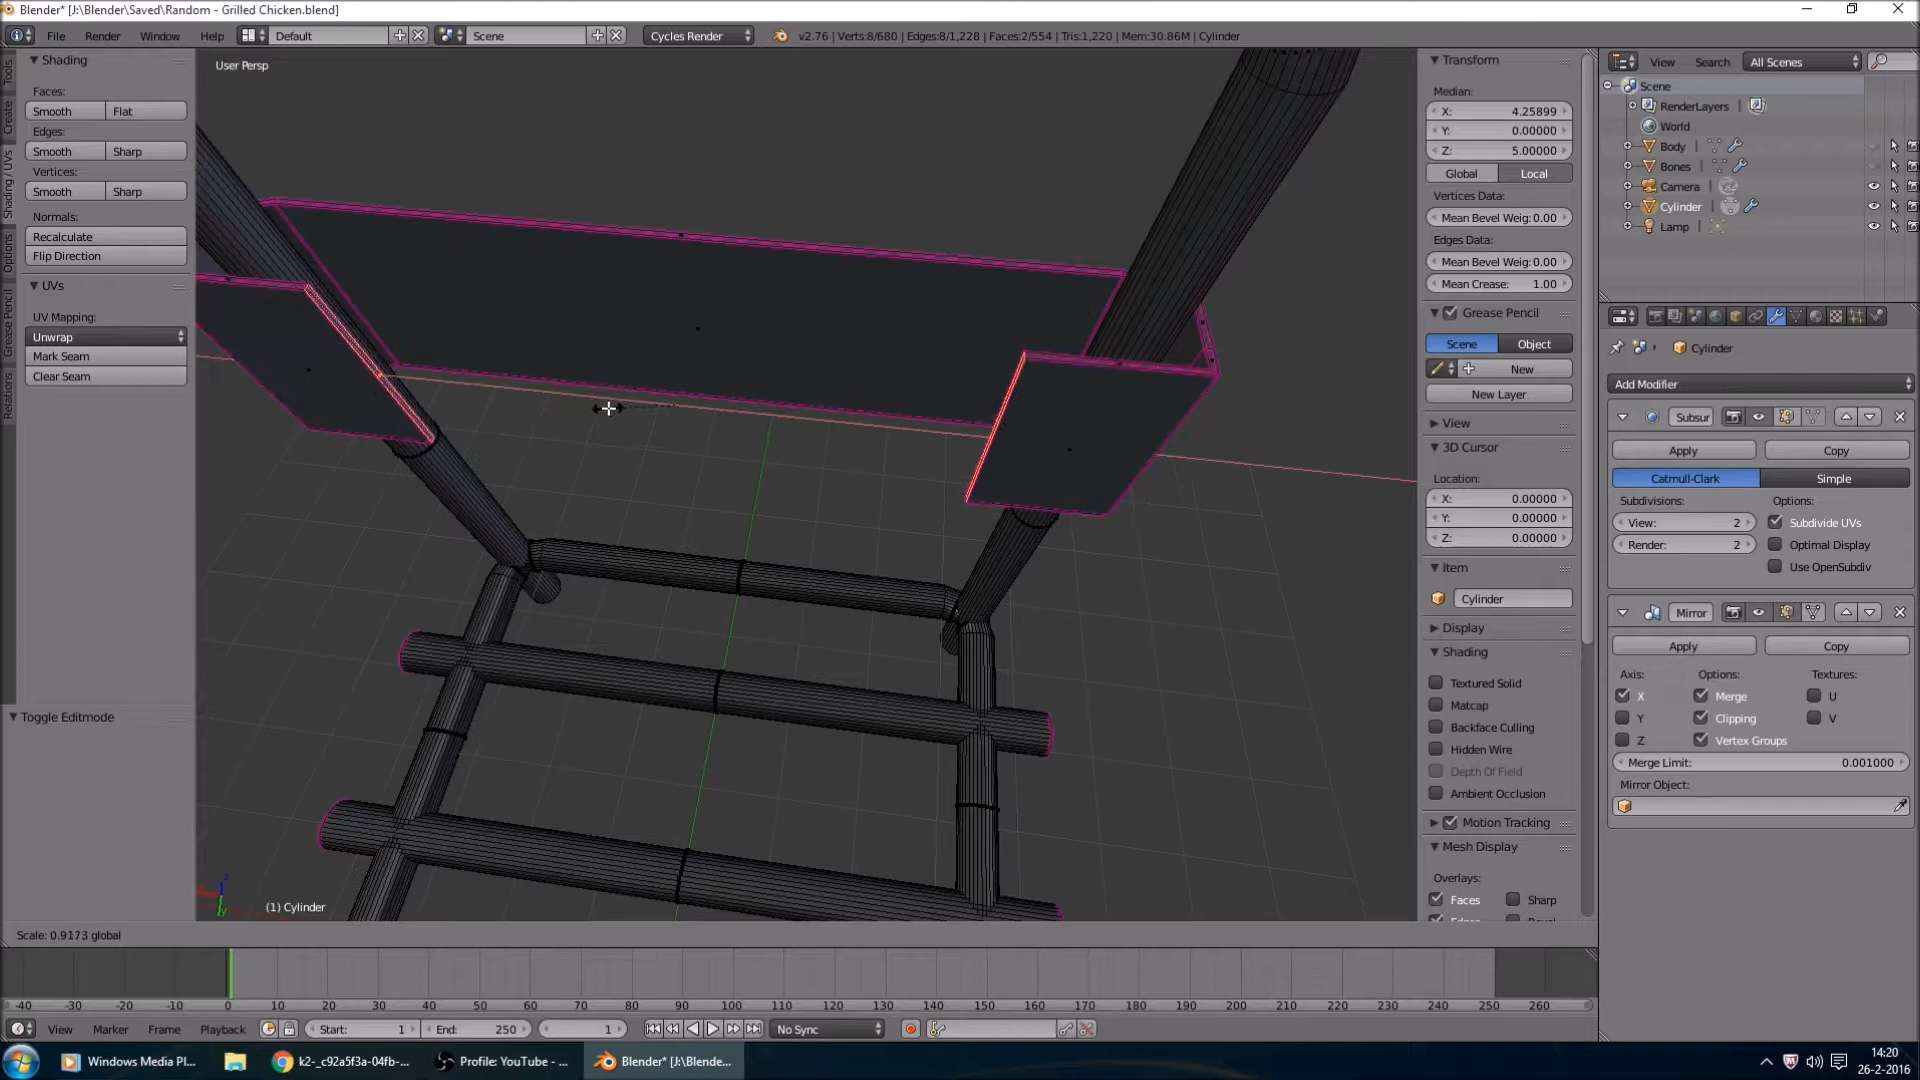 Blender* [J:\Blender\Saved\Random - Grilled Chicken.blend]
File Render Window Help Default Scene Cycles Render v2.76 | Verts:8/680 | Edges:8/1,228 | Faces:2/554 | Tris:1,220 | Mem:30.86M | Cylinder
Tools
Create
Shading / UVs
Options
Grease Pencil
Relations
Shading
Faces:
Smooth Flat
Edges:
Smooth Sharp
Vertices:
Smooth Sharp
Normals:
Recalculate
Flip Direction
UVs
UV Mapping:
Unwrap
Mark Seam
Clear Seam
Toggle Editmode
User Persp
(1) Cylinder
Scale: 0.9173 global
Transform
Median:
X: 4.25899
Y: 0.00000
Z: 5.00000
Global Local
Vertices Data:
Mean Bevel Weig: 0.00
Edges Data:
Mean Bevel Weig: 0.00
Mean Crease: 1.00
Grease Pencil
Scene Object
New
New Layer
View
3D Cursor
Location:
X: 0.00000
Y: 0.00000
Z: 0.00000
Item
Cylinder
Display
Shading
Textured Solid
Matcap
Backface Culling
Hidden Wire
Depth Of Field
Ambient Occlusion
Motion Tracking
Mesh Display
Overlays:
Faces Sharp
View Search All Scenes
Scene
RenderLayers
World
Body
Bones
Camera
Cylinder
Lamp
Cylinder
Add Modifier
Subsur
Apply Copy
Catmull-Clark Simple
Subdivisions: Options:
View: 2 Subdivide UVs
Render: 2 Optimal Display
Use OpenSubdiv
Mirror
Apply Copy
Axis: Options: Textures:
X Merge U
Y Clipping V
Z Vertex Groups
Merge Limit: 0.001000
Mirror Object:
-40 -30 -20 -10 0 10 20 30 40 50 60 70 80 90 100 110 120 130 140 150 160 170 180 190 200 210 220 230 240 250 260
View Marker Frame Playback Start: 1 End: 250 1 No Sync
Windows Media Pl... k2-_c92a5f3a-04fb-... Profile: YouTube - ... Blender* [J:\Blende...
14:20
26-2-2016